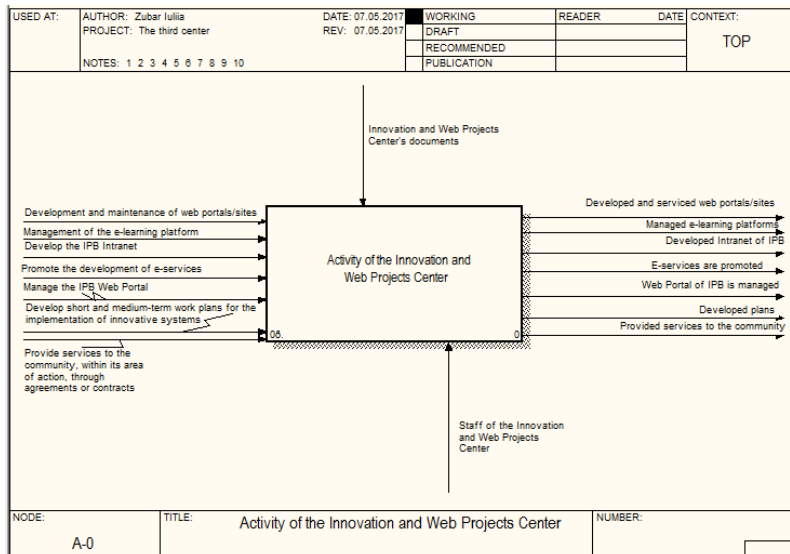 USED AT:
AUTHOR: Zubar Iuliia
DATE: 07.05.2017
WORKING
READER
DATE
CONTEXT:
PROJECT: The third center
REV: 07.05.2017
DRAFT
TOP
RECOMMENDED
NOTES: 1 2 3 4 5 6 7 8 9 10
PUBLICATION
Innovation and Web Projects
Center's documents
Development and maintenance of web portals/sites
Management of the e-learning platform
Develop the IPB Intranet
Promote the development of e-services
Manage the IPB Web Portal
Develop short and medium-term work plans for the
implementation of innovative systems
Provide services to the
community, within its area
of action, through
agreements or contracts
Activity of the Innovation and
Web Projects Center
0б.
0
Developed and serviced web portals/sites
Managed e-learning platforms
Developed Intranet of IPB
E-services are promoted
Web Portal of IPB is managed
Developed plans
Provided services to the community
Staff of the Innovation
and Web Projects
Center
NODE:
TITLE:
Activity of the Innovation and Web Projects Center
NUMBER:
A-0